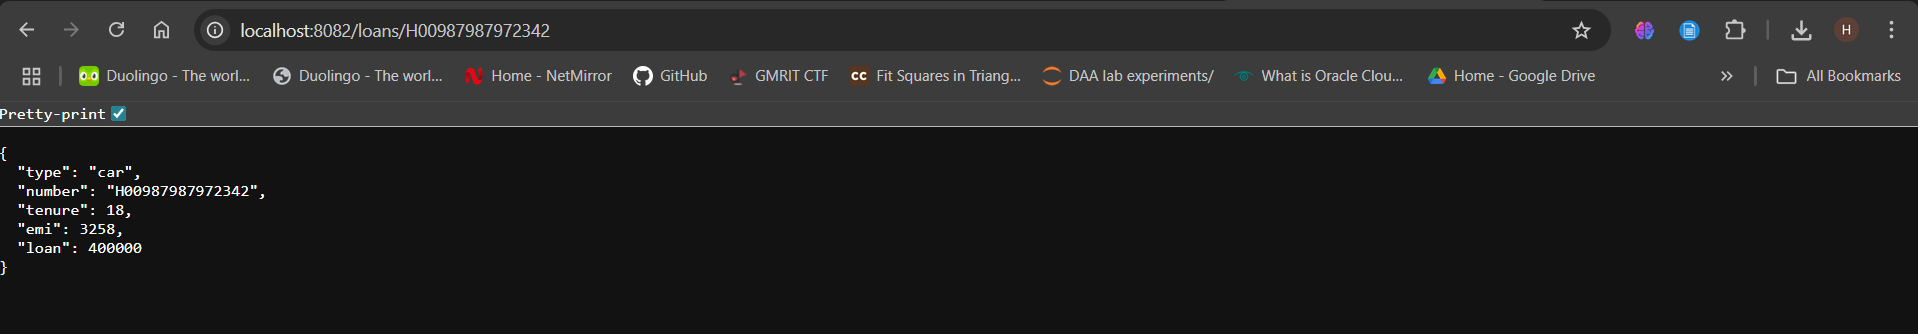 localhost:8082/loans/H00987987972342
H
Duolingo - The worl...
Duolingo - The worl...
Home - NetMirror
GitHub
GMRIT CTF
CC
Fit Squares in Triang...
DAA lab experiments/
What is Oracle Clou...
Home - Google Drive
»
All Bookmarks
Pretty-print
{
"type": "car",
"number": "H00987987972342",
"tenure": 18,
"emi": 3258,
"loan": 400000
}